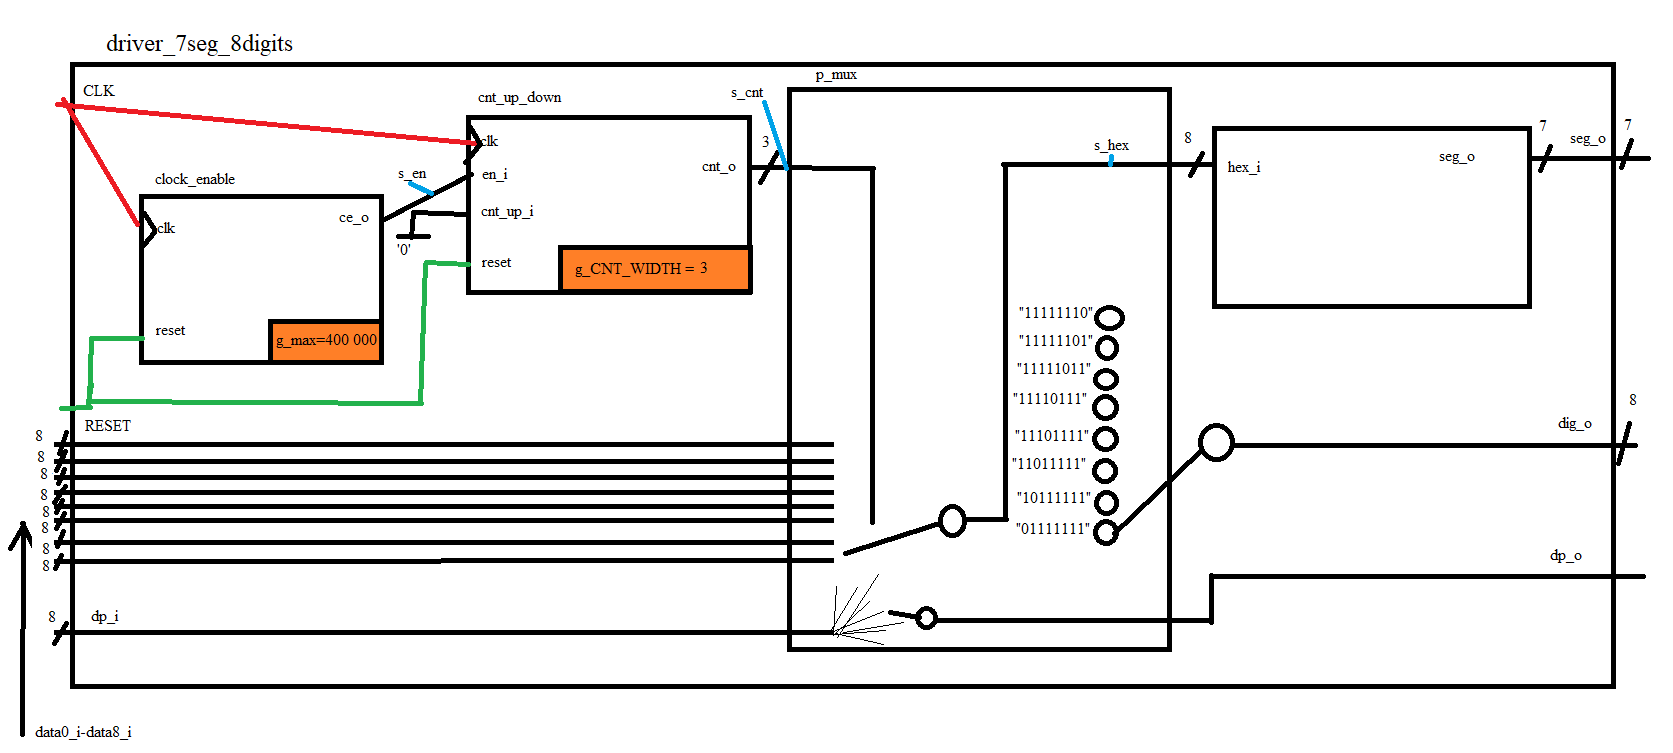 driver_7seg_8digits
CLK
clock_enable
clk
ce_o
reset
g_max=400 000
s_en
'0'
cnt_up_down
clk
en_i
cnt_up_i
reset
cnt_o
g_CNT_WIDTH = 3
s_cnt
3
p_mux
s_hex
8
hex_i
seg_o
7
seg_o
7
"11111110"
"11111101"
"11111011"
"11110111"
"11101111"
"11011111"
"10111111"
"01111111"
8
dig_o
dp_o
RESET
8
8
8
8
8
8
8
8
8
dp_i
data0_i-data8_i